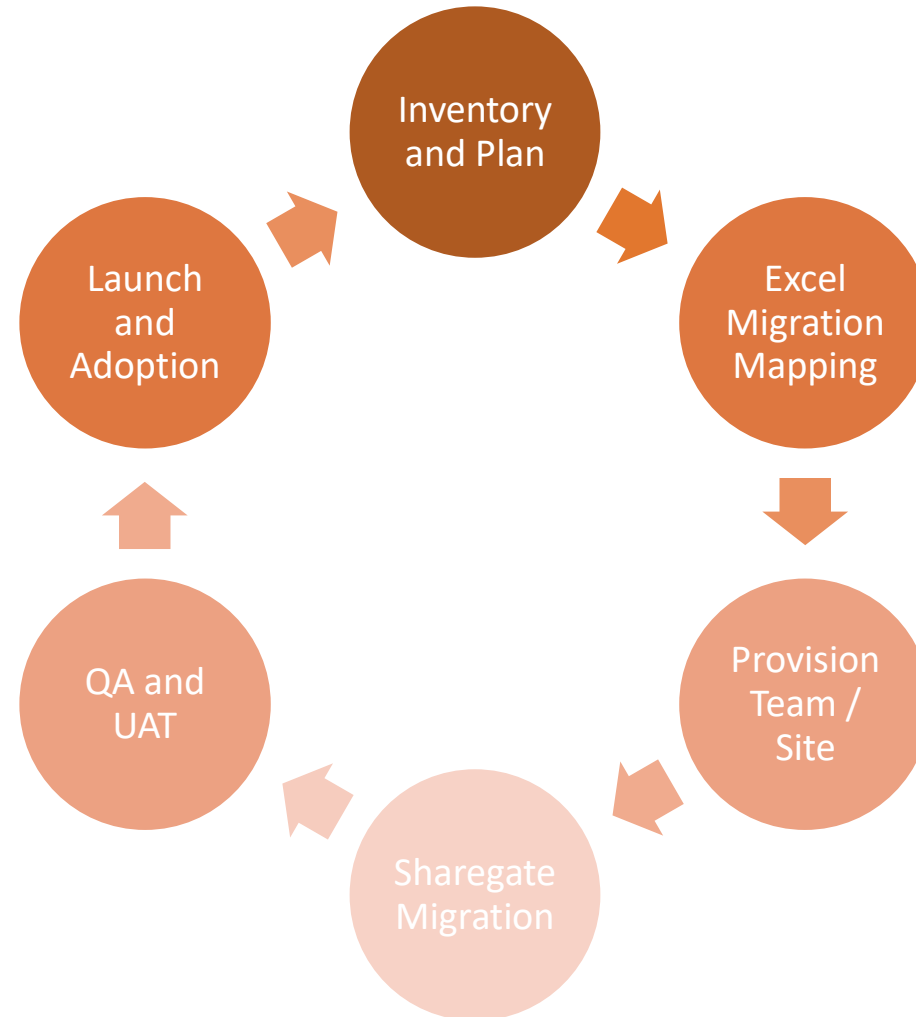 Inventory
and Plan
Excel
Migration
Mapping
Provision
Team /
Site
Sharegate
Migration
QA and
UAT
Launch
and
Adoption